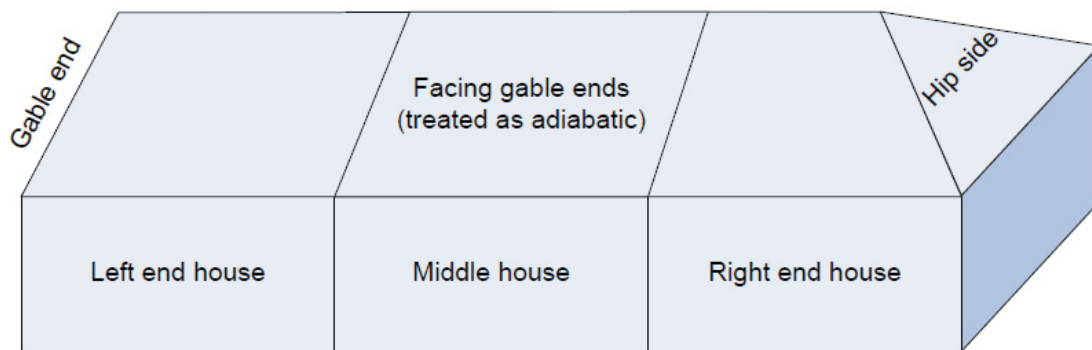 Gable end
Facing gable ends
(treated as adiabatic)
Hip side
Left end house
Middle house
Right end house